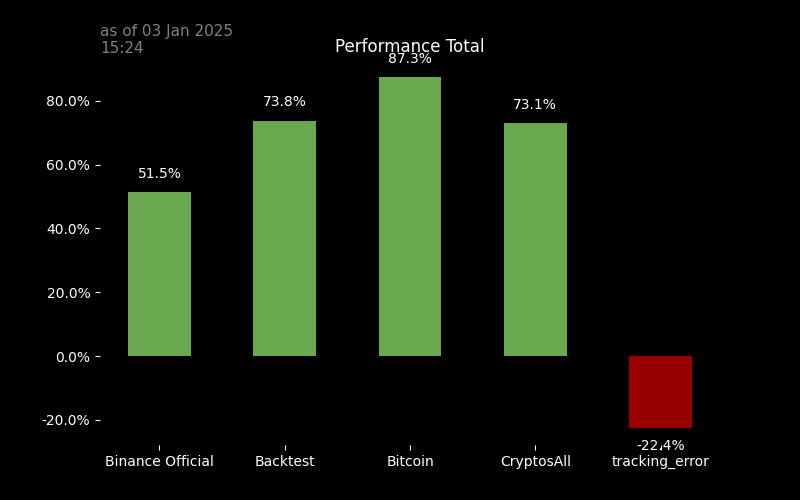 as of 03 Jan 2025
15:24
Performance Total
87.3%
80.0%
73.8%
73.1%
60.0%
51.5%
40.0%
20.0%
0.0%
-20.0%
-22.4%
Binance Official
Backtest
Bitcoin
CryptosAll
tracking_error